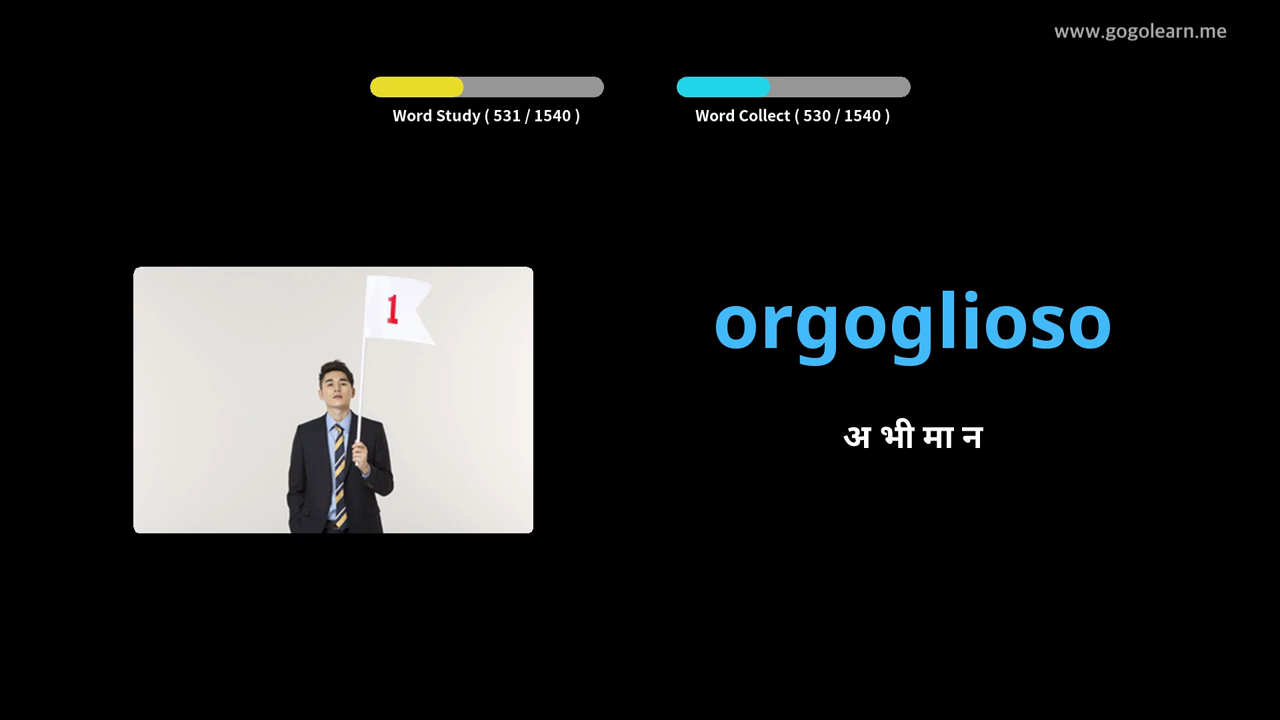 www.gogolearn.me
Word Study ( 531 / 1540 )
Word Collect ( 530 / 1540 )
1
orgoglioso
अ भी मा न